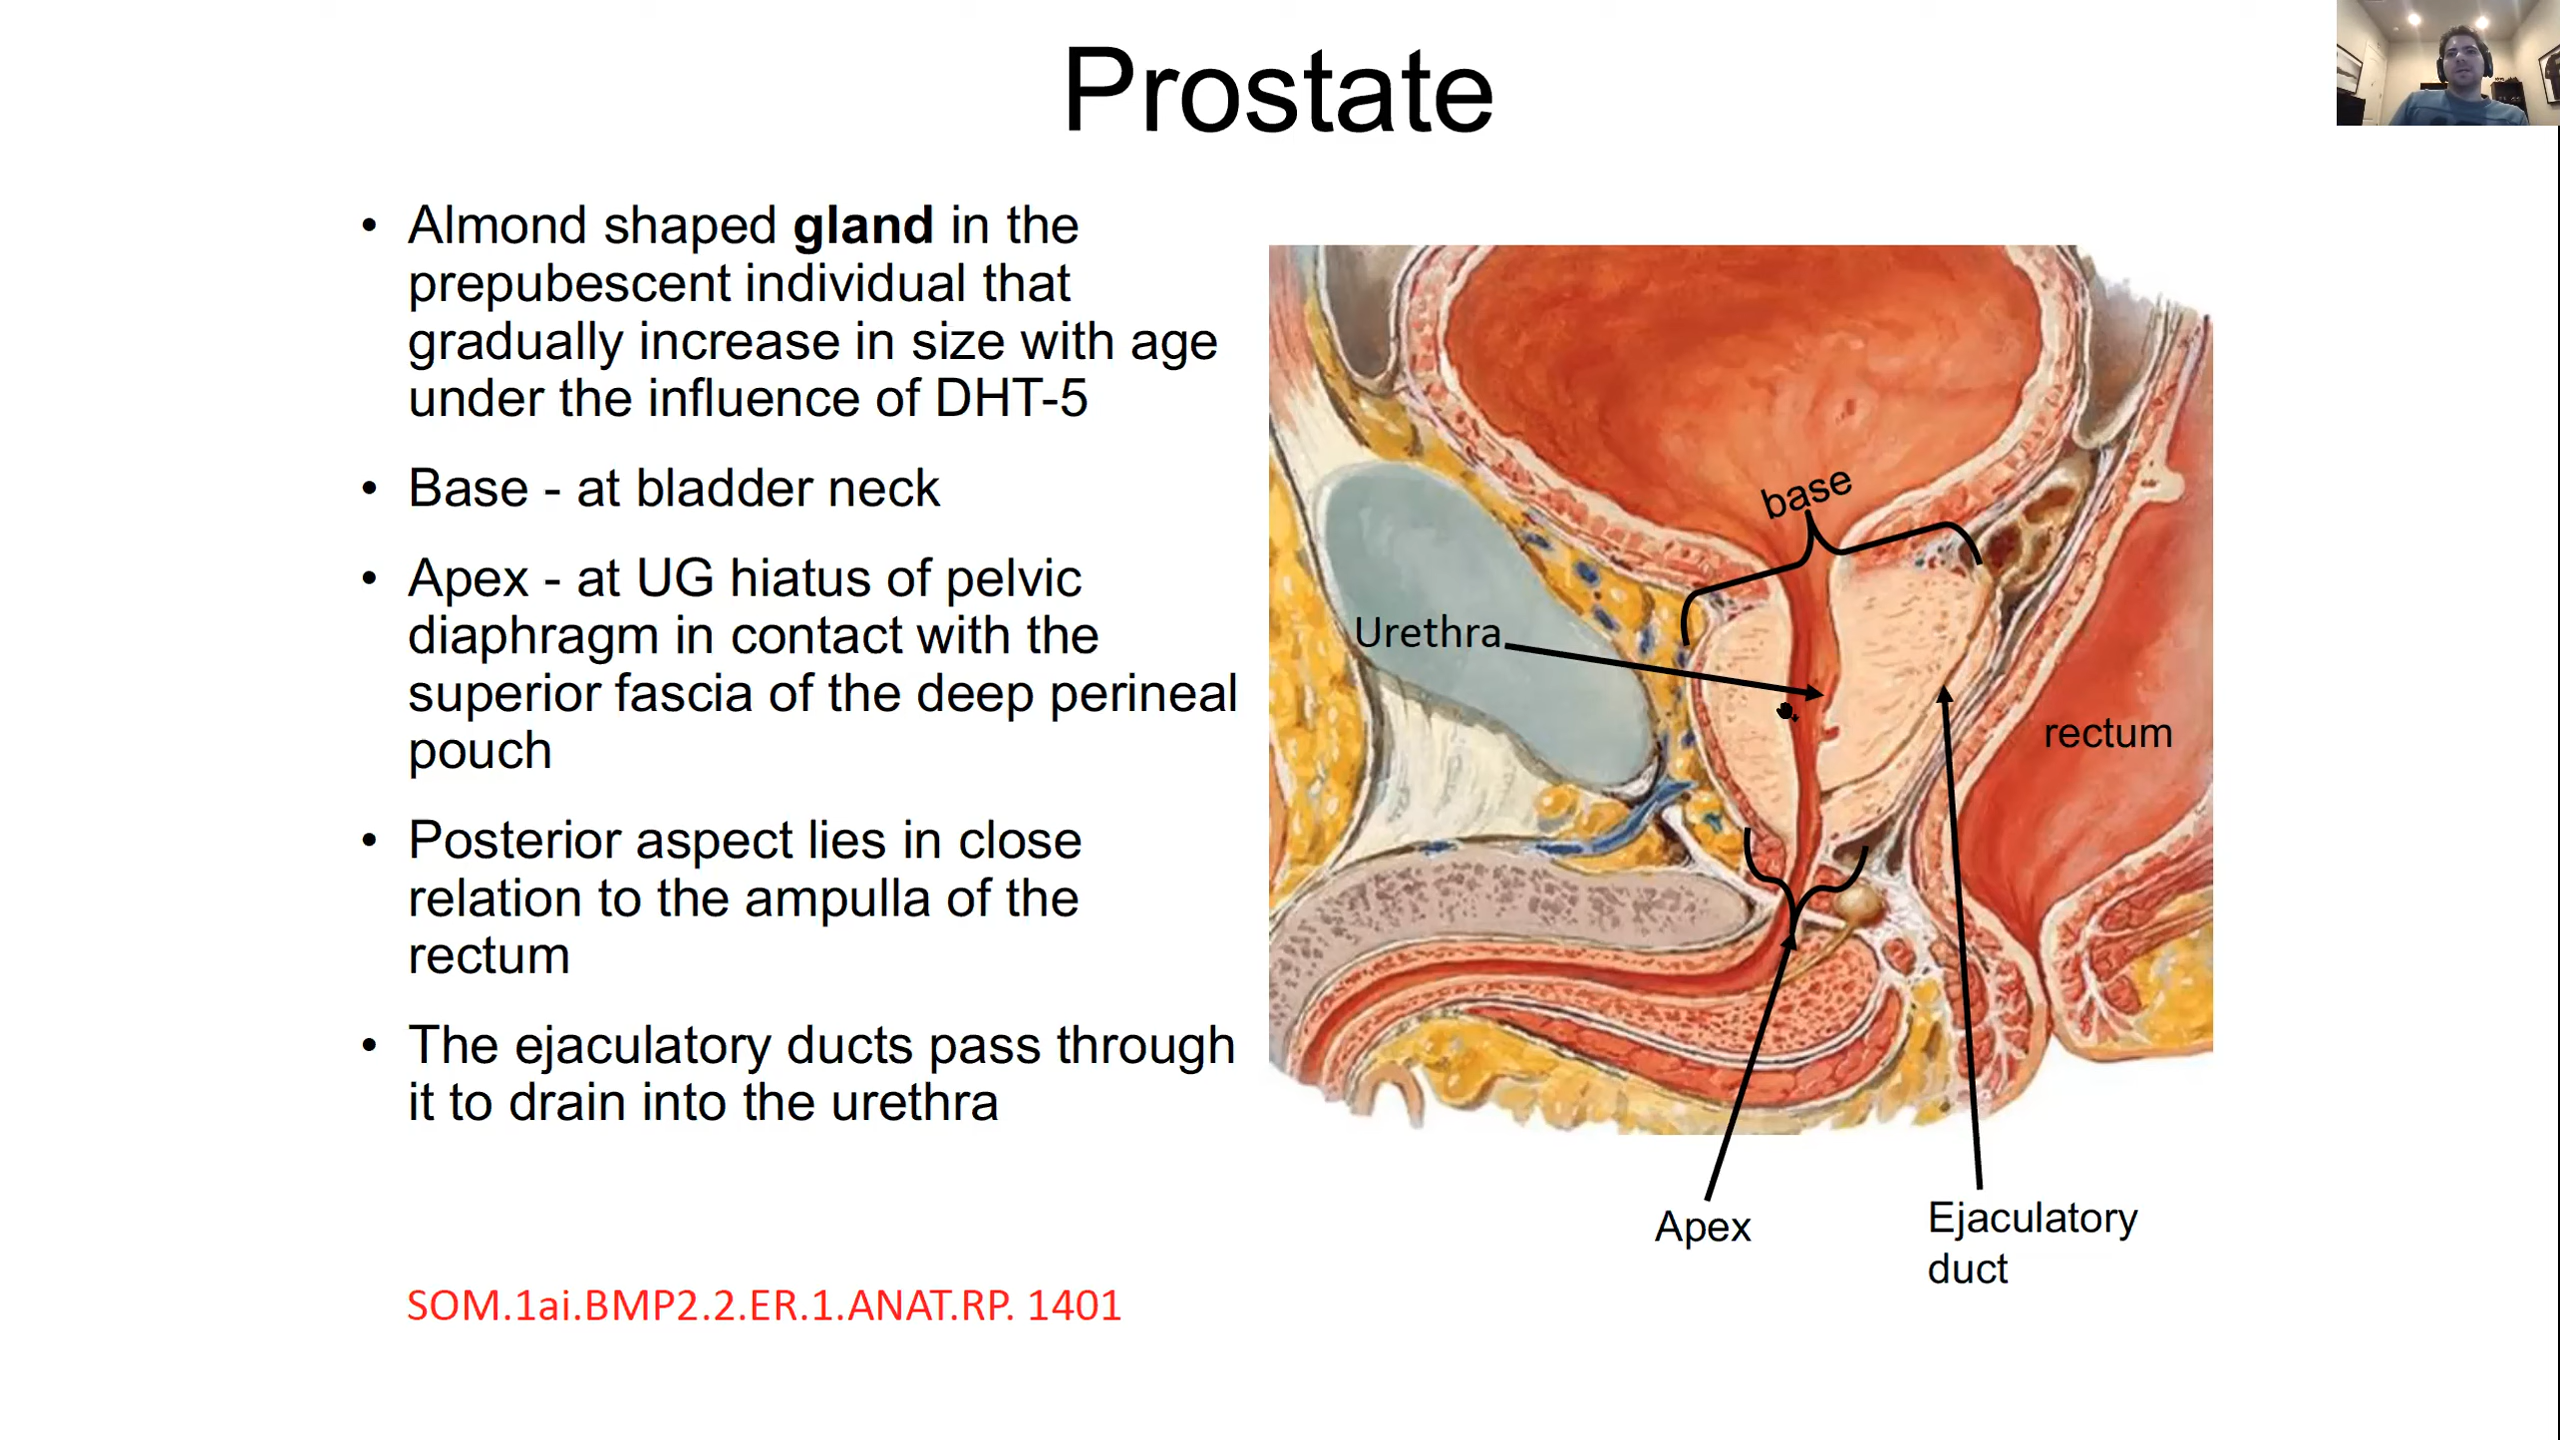 Prostate
• Almond shaped gland in the
prepubescent individual that
gradually increase in size with age
under the influence of DHT-5
• Base - at bladder neck
• Apex - at UG hiatus of pelvic
diaphragm in contact with the
superior fascia of the deep perineal
pouch
• Posterior aspect lies in close
relation to the ampulla of the
rectum
• The ejaculatory ducts pass through
it to drain into the urethra
SOM.1ai.BMP2.2.ER.1.ANAT.RP. 1401
base
Urethra
rectum
Apex
Ejaculatory
duct